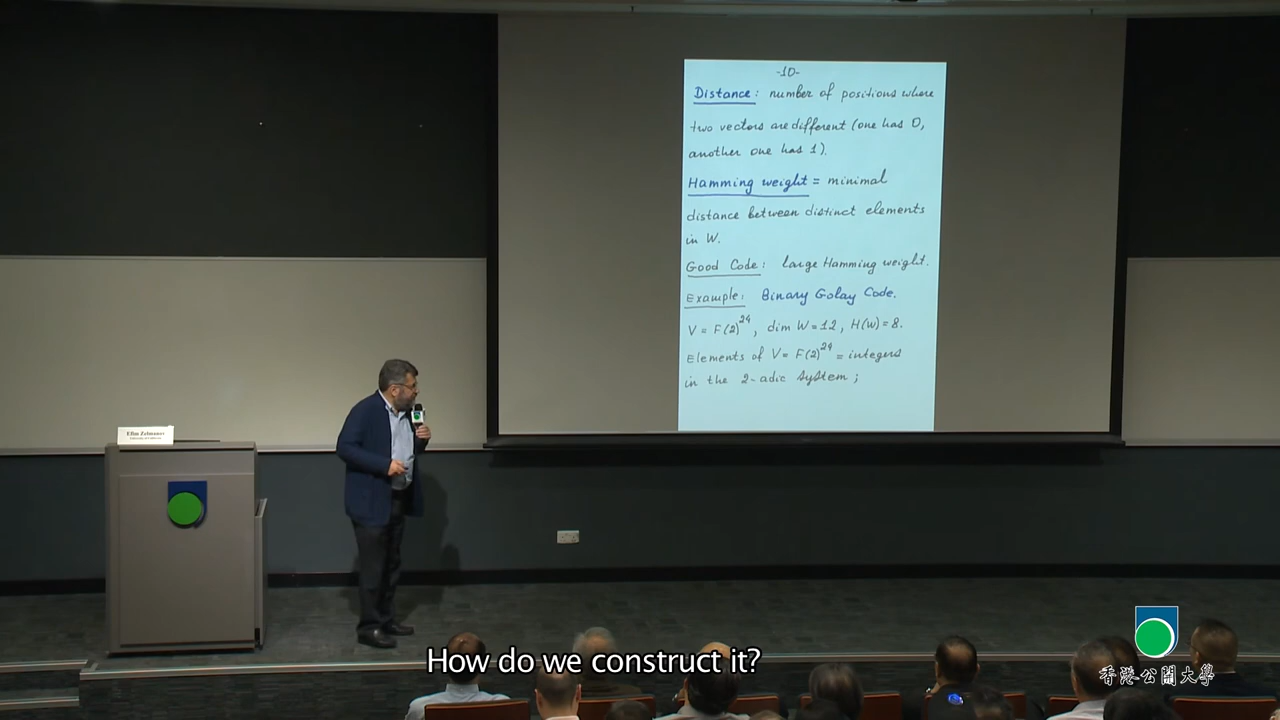 -10-
Distance: number of positions where
two vectors are different (one has 0,
another one has 1).
Hamming weight = minimal
distance between distinct elements
in W.
Good Code: large Hamming weight.
Example: Binary Golay Code.
V = F(2)^24, dim W=12, H(W)=8.
Elements of V= F(2)^24 = integers
in the 2-adic system;
Efim Zelmanov
How do we construct it?
香港公開大學